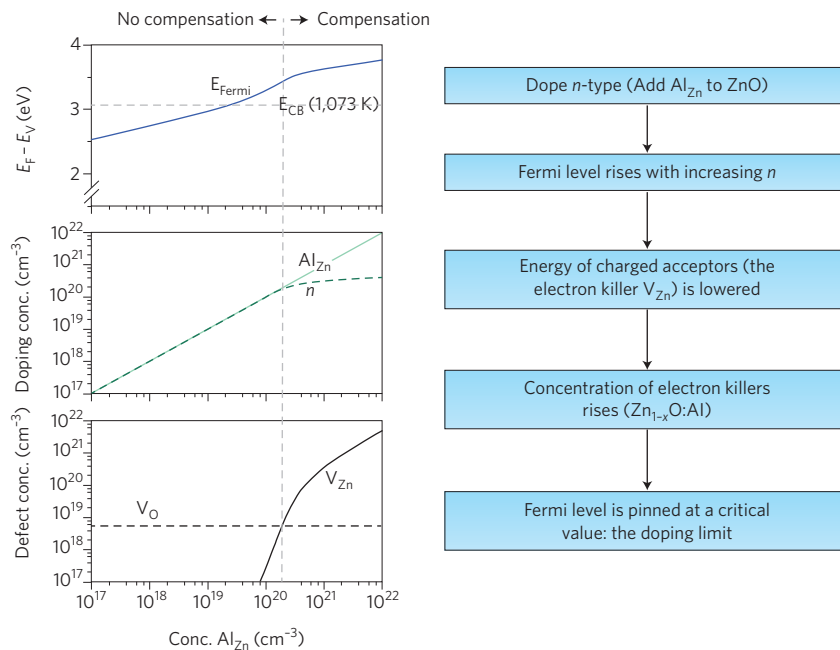 No compensation ← → Compensation
4
3
2
E_F – E_V (eV)
E_Fermi
E_CB (1,073 K)
10^22
10^21
10^20
10^19
10^18
10^17
Doping conc. (cm^–3)
Al_Zn
n
10^22
10^21
10^20
10^19
10^18
10^17
Defect conc. (cm^–3)
V_O
V_Zn
10^17 10^18 10^19 10^20 10^21 10^22
Conc. Al_Zn (cm^–3)
Dope n-type (Add Al_Zn to ZnO)
Fermi level rises with increasing n
Energy of charged acceptors (the
electron killer V_Zn) is lowered
Concentration of electron killers
rises (Zn_1–xO:Al)
Fermi level is pinned at a critical
value: the doping limit